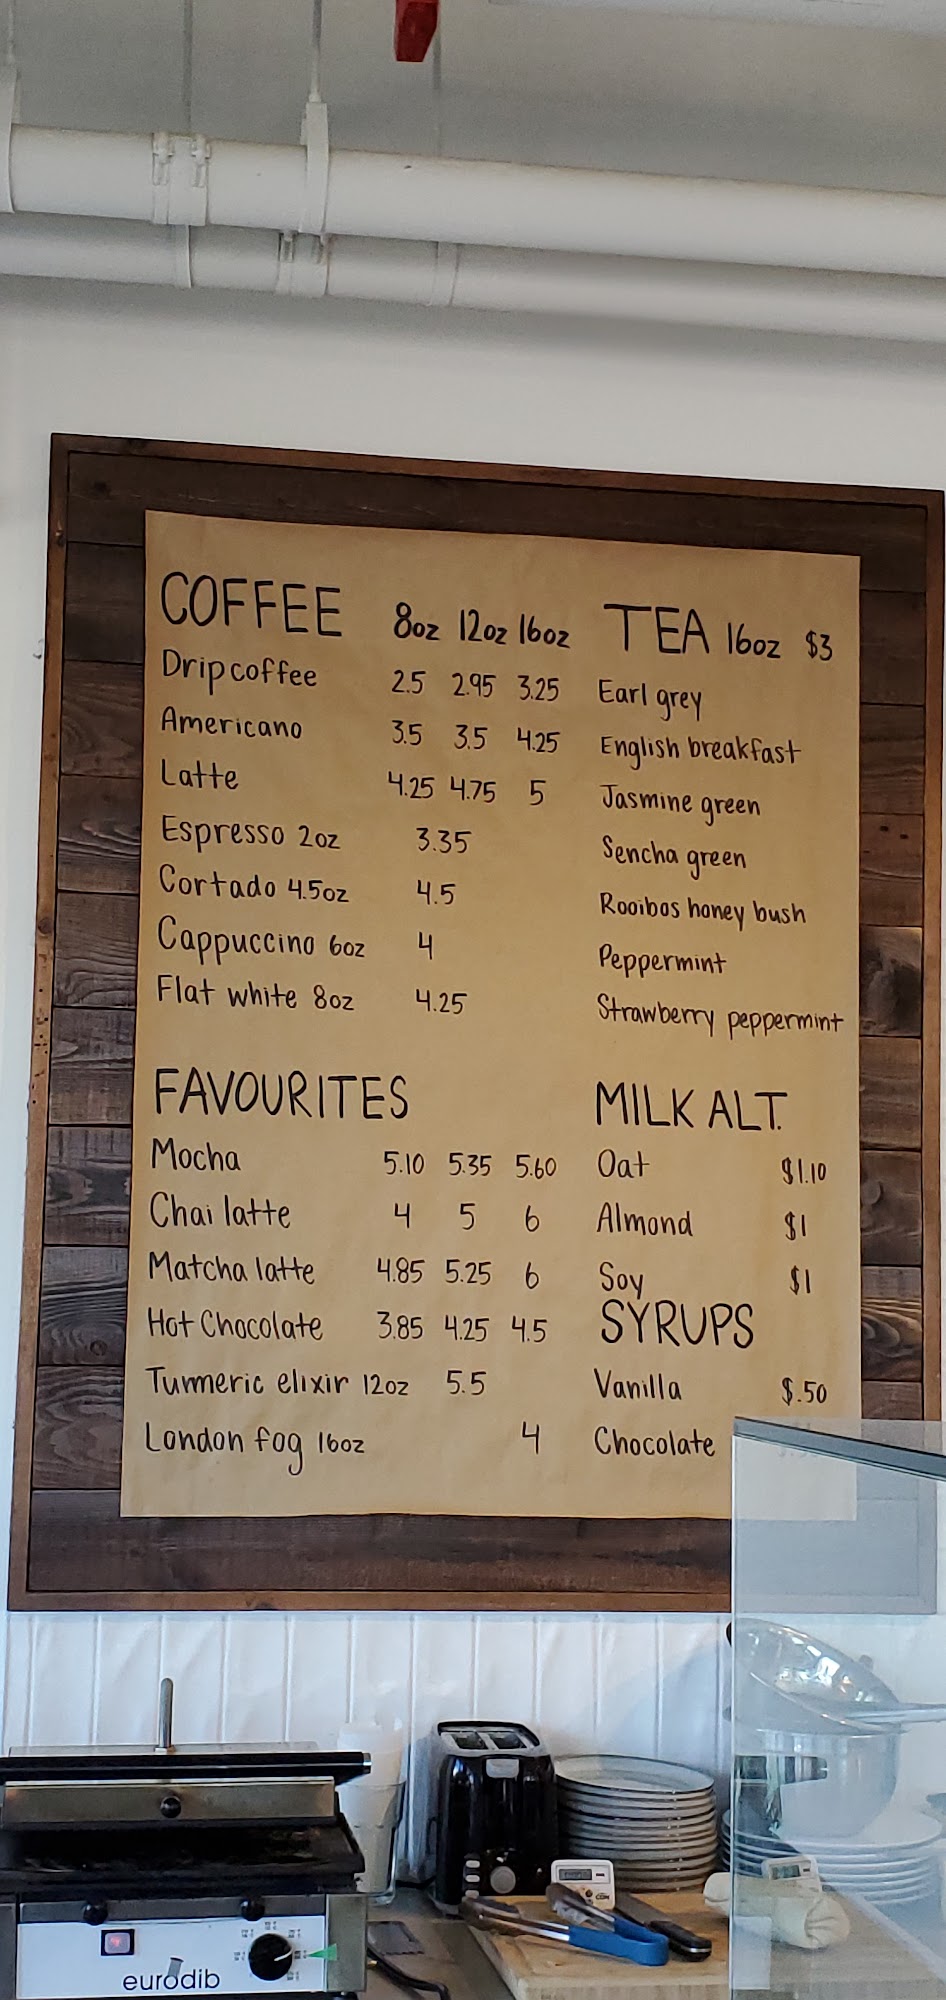 COFFEE 8oz 12oz 16oz
Drip coffee 2.5 2.95 3.25
Americano 3.5 3.5 4.25
Latte 4.25 4.75 5
Espresso 2oz 3.35
Cortado 4.5oz 4.5
Cappuccino 6oz 4
Flat white 8oz 4.25
FAVOURITES
Mocha 5.10 5.35 5.60
Chai latte 4 5 6
Matcha latte 4.85 5.25 6
Hot Chocolate 3.85 4.25 4.5
Turmeric elixir 12oz 5.5
London fog 16oz 4
TEA 16oz $3
Earl grey
English breakfast
Jasmine green
Sencha green
Rooibos honey bush
Peppermint
Strawberry peppermint
MILK ALT.
Oat $1.10
Almond $1
Soy $1
SYRUPS
Vanilla $.50
Chocolate
eurodib